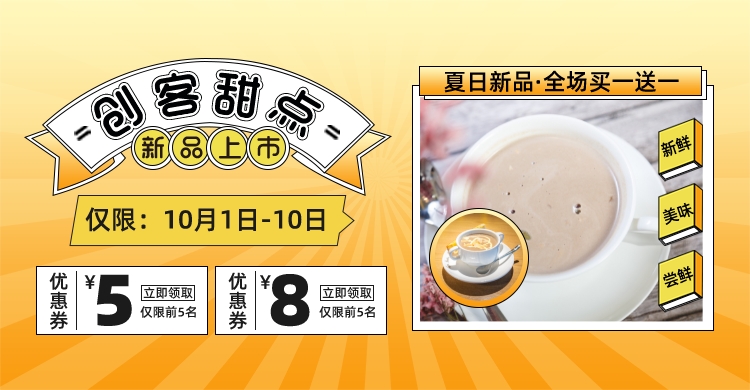 创客甜点
新品上市
仅限：10月1日-10日
优惠券
¥5
立即领取
仅限前5名
优惠券
¥8
立即领取
仅限前5名
夏日新品·全场买一送一
新鲜
美味
尝鲜